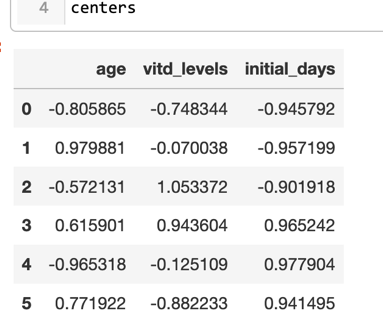 4 centers
age vitd_levels initial_days
0 -0.805865 -0.748344 -0.945792
1 0.979881 -0.070038 -0.957199
2 -0.572131 1.053372 -0.901918
3 0.615901 0.943604 0.965242
4 -0.965318 -0.125109 0.977904
5 0.771922 -0.882233 0.941495